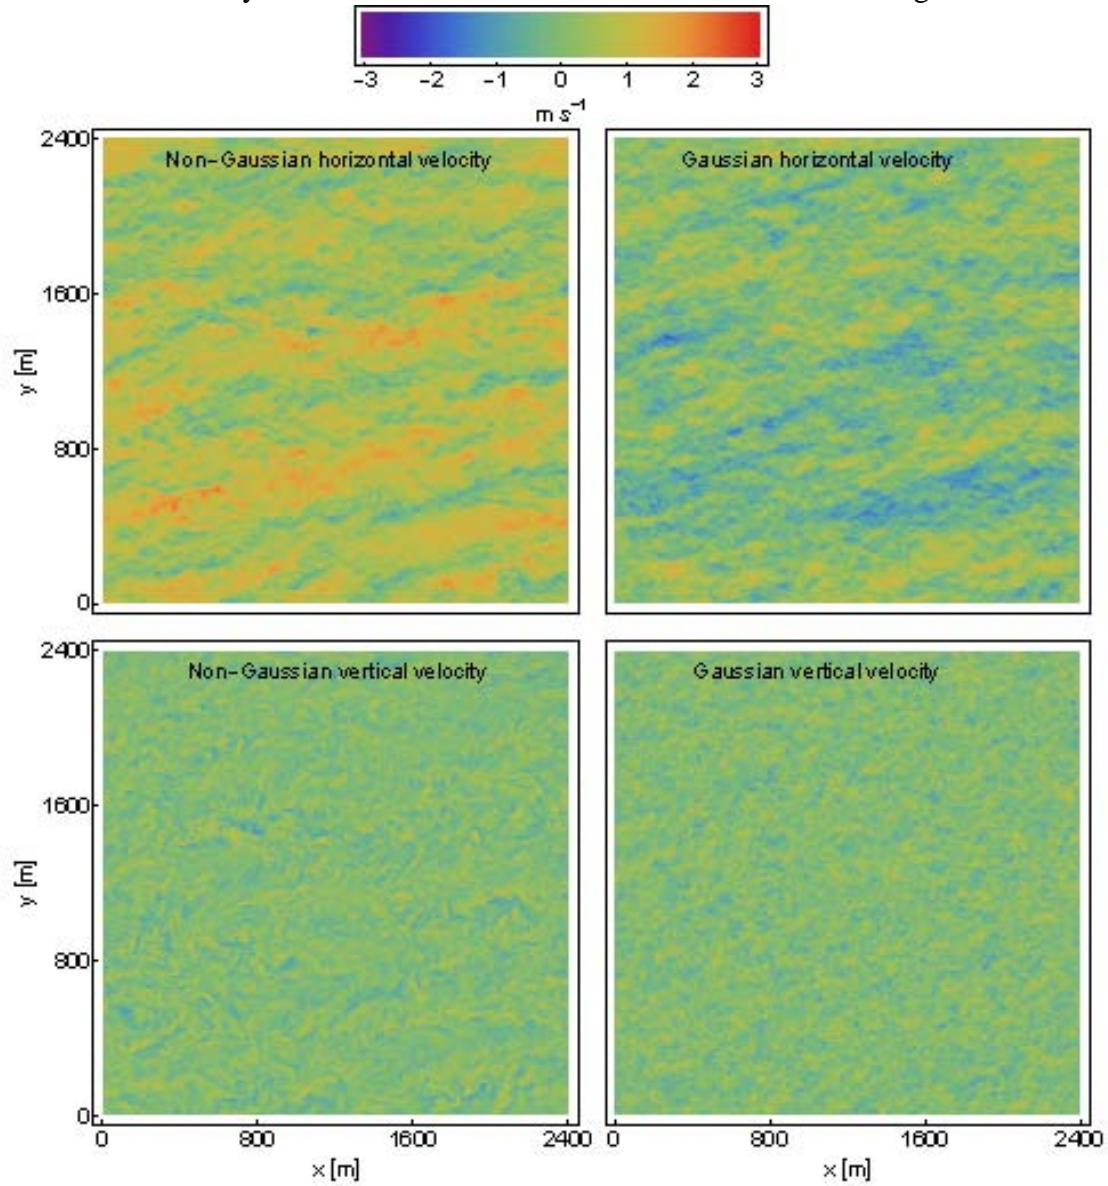 −3 −2 −1 0 1 2 3
m s⁻¹
2400 Non-Gaussian horizontal velocity Gaussian horizontal velocity
1600
y [m]
800
0
2400 Non-Gaussian vertical velocity Gaussian vertical velocity
1600
y [m]
800
0
0 800 1600 2400 0 800 1600 2400
x [m] x [m]